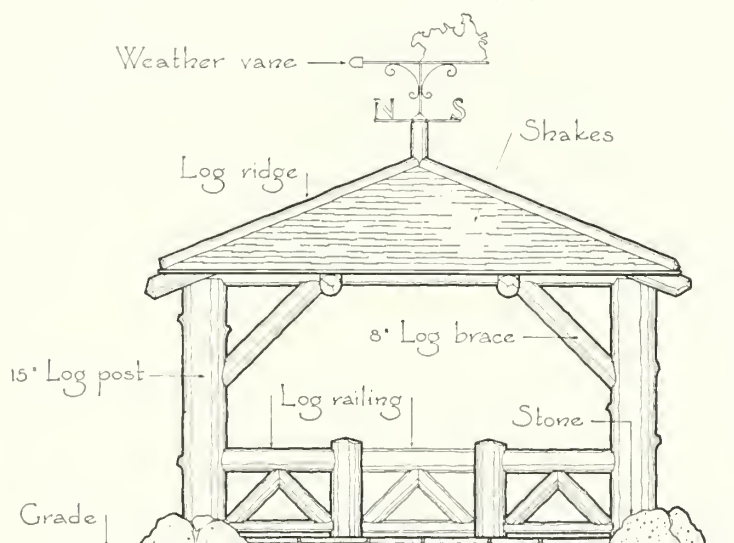 Weather vane
N S
Shakes
Log ridge
8" Log brace
15" Log post
Log railing
Stone
Grade